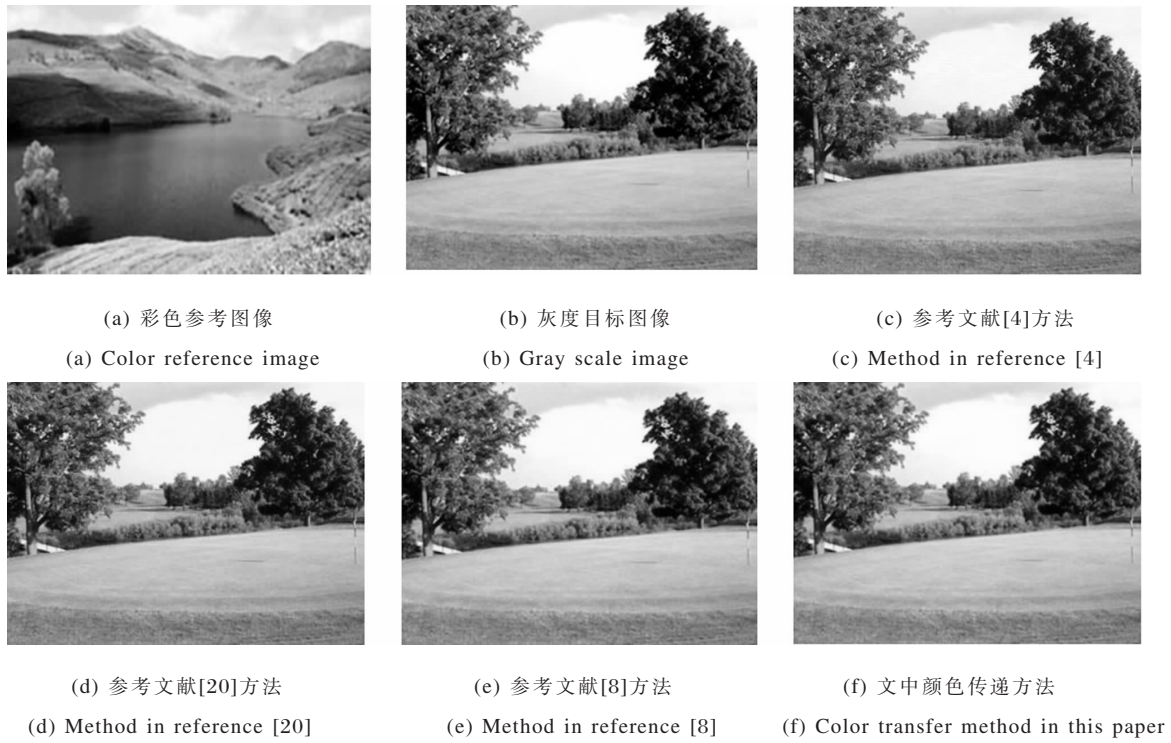 (a) 彩色参考图像
(b) 灰度目标图像
(c) 参考文献[4]方法
(a) Color reference image
(b) Gray scale image
(c) Method in reference [4]
(d) 参考文献[20]方法
(e) 参考文献[8]方法
(f) 文中颜色传递方法
(d) Method in reference [20]
(e) Method in reference [8]
(f) Color transfer method in this paper